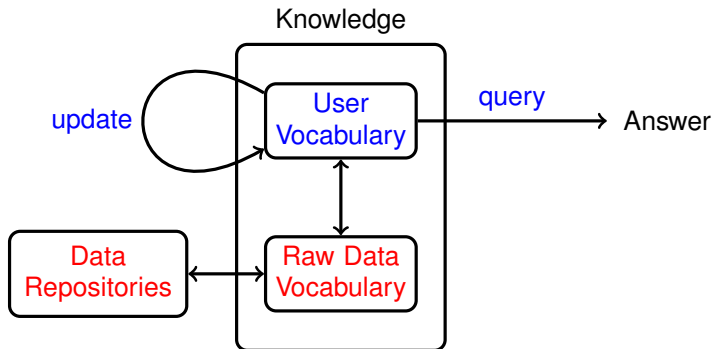 Knowledge
User
Vocabulary
update
query
Answer
Data
Repositories
Raw Data
Vocabulary